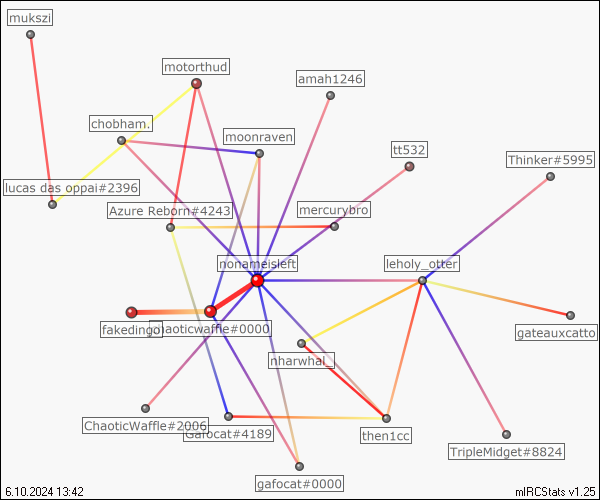 mukszi
motorthud
amah1246
chobham.
moonraven
tt532
Thinker#5995
lucas das oppai#2396
Azure Reborn#4243
mercurybro
nonameisleft
leholy_otter
fakedingo
chaoticwaffle#0000
gateauxcatto
nharwhal_
ChaoticWaffle#2006
Gafocat#4189
then1cc
TripleMidget#8824
gafocat#0000
6.10.2024 13:42
mIRCStats v1.25